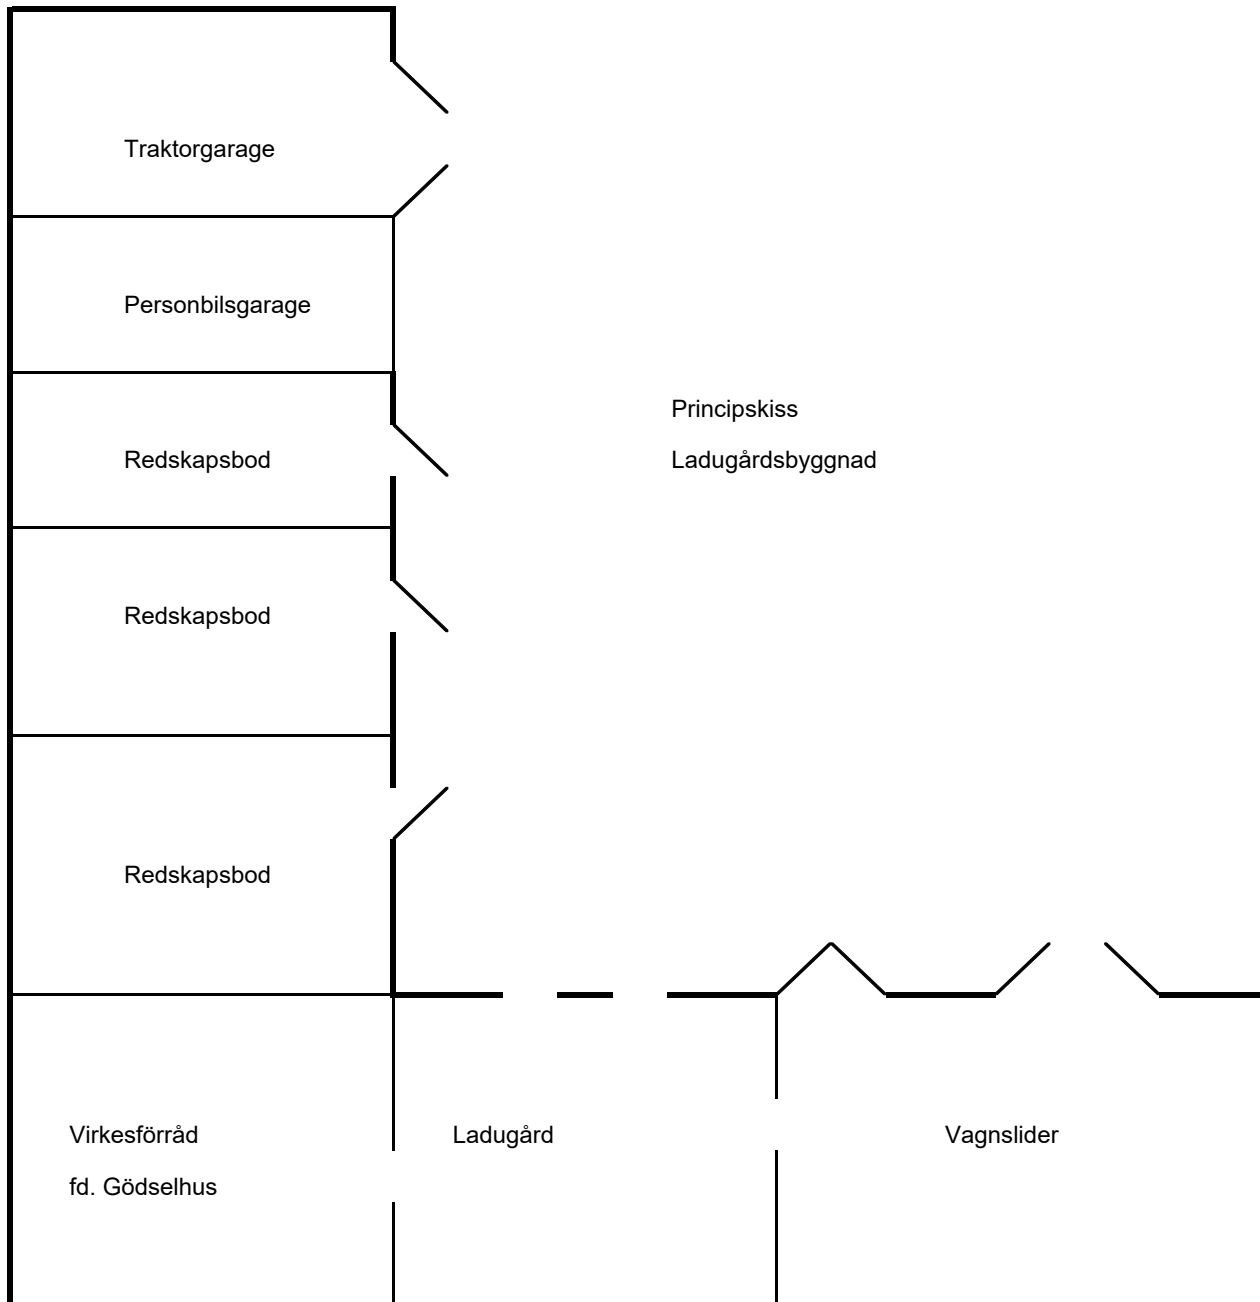 Traktorgarage
Personbilsgarage
Principskiss
Redskapsbod
Ladugårdsbyggnad
Redskapsbod
Redskapsbod
Virkesförråd
fd. Gödselhus
Ladugård
Vagnslider